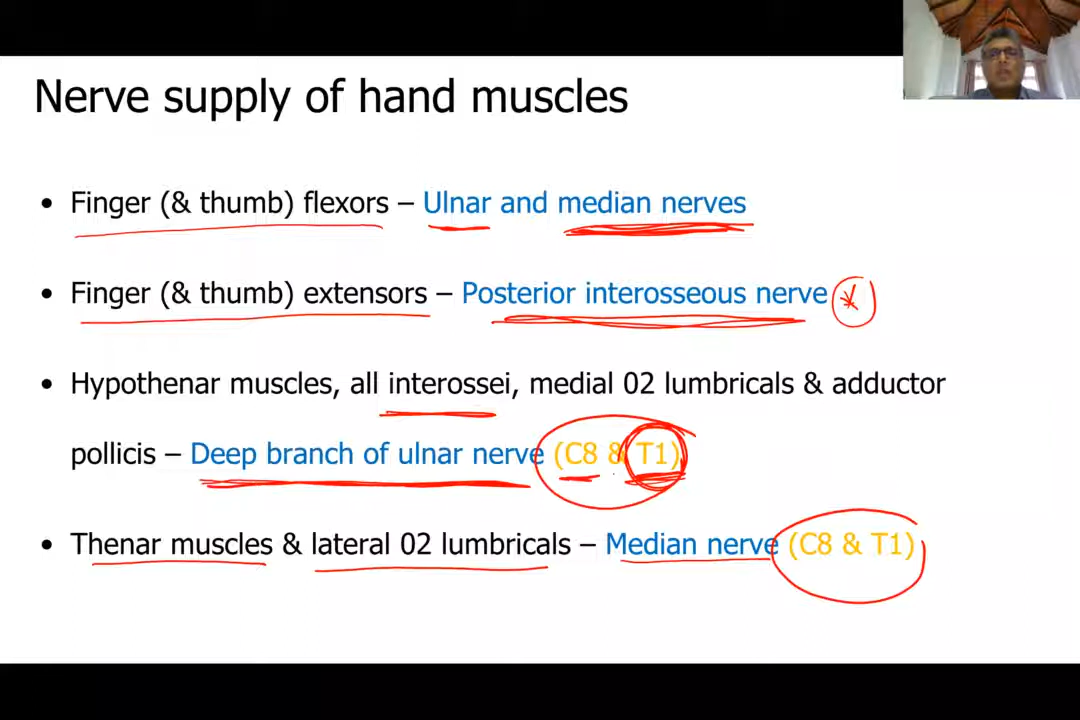 Nerve supply of hand muscles
• Finger (& thumb) flexors – Ulnar and median nerves
• Finger (& thumb) extensors – Posterior interosseous nerve *
• Hypothenar muscles, all interossei, medial 02 lumbricals & adductor
pollicis – Deep branch of ulnar nerve (C8 & T1)
• Thenar muscles & lateral 02 lumbricals – Median nerve (C8 & T1)